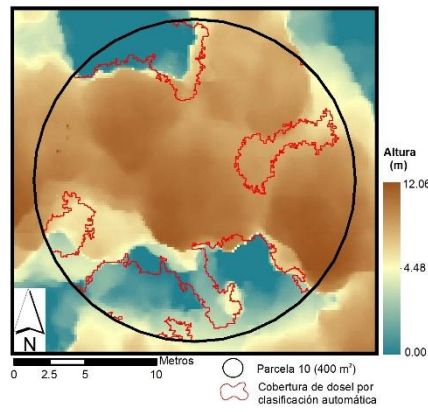 Altura
(m)
12.06
4.48
0.00
N
Metros
0 2.5 5 10
Parcela 10 (400 m²)
Cobertura de dosel por
clasificación automática